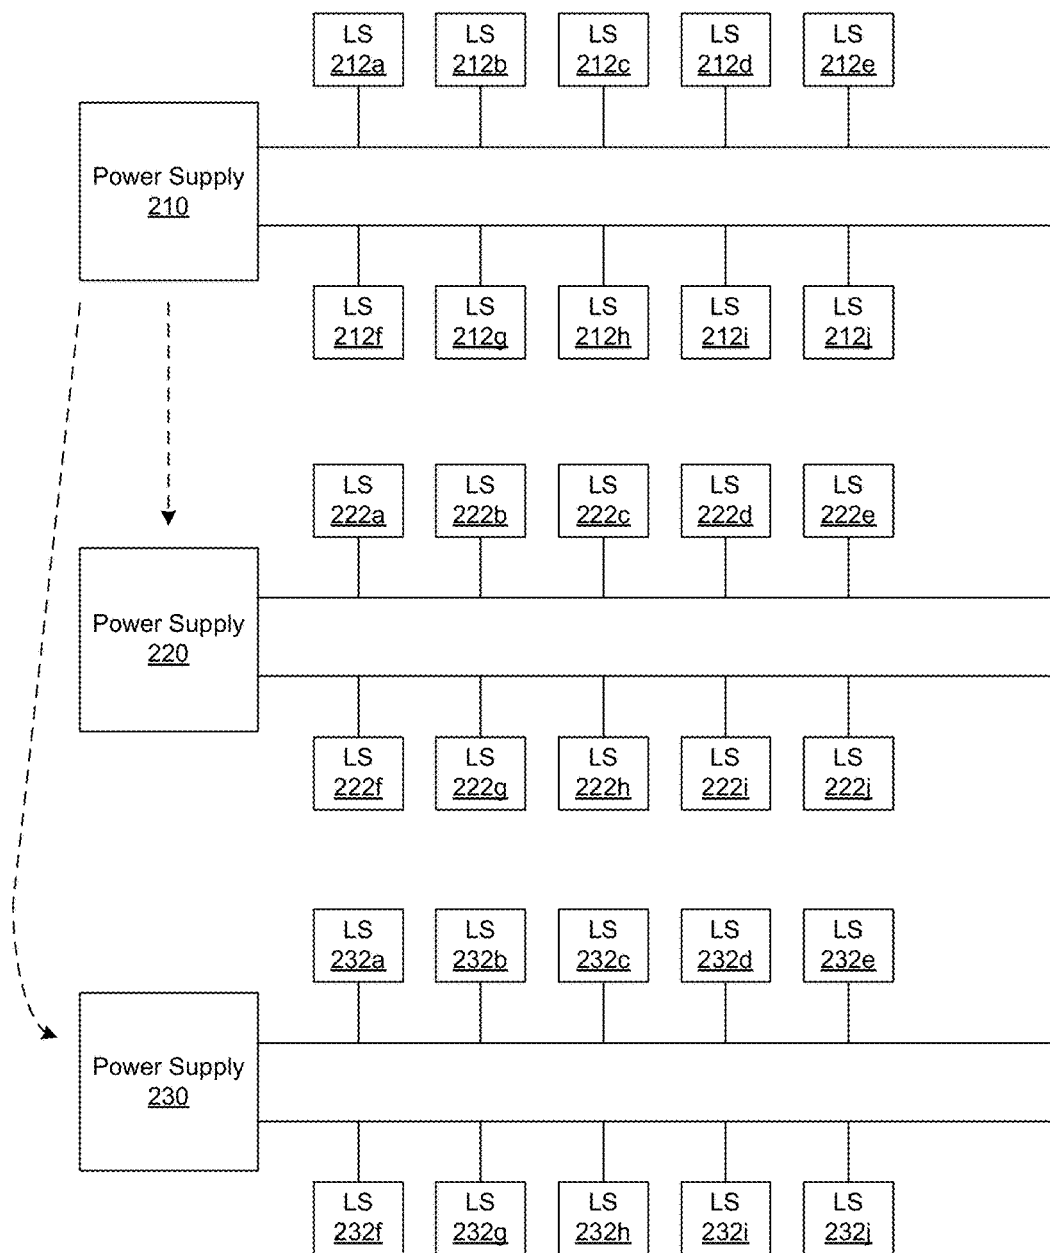 LS LS LS LS LS
212a 212b 212c 212d 212e
Power Supply
210
LS LS LS LS LS
212f 212g 212h 212i 212j
LS LS LS LS LS
222a 222b 222c 222d 222e
Power Supply
220
LS LS LS LS LS
222f 222g 222h 222i 222j
LS LS LS LS LS
232a 232b 232c 232d 232e
Power Supply
230
LS LS LS LS LS
232f 232g 232h 232i 232j